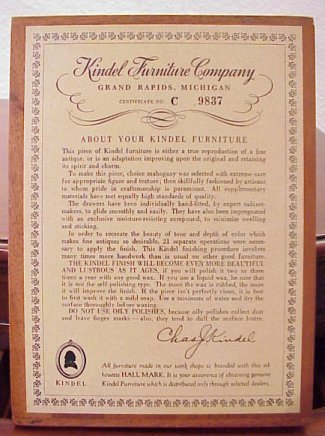 Kindel Furniture Company
GRAND RAPIDS, MICHIGAN
CERTIFICATE NO. C 9837
ABOUT YOUR KINDEL FURNITURE
This piece of Kindel furniture is either a true reproduction of a fine
antique, or is an adaptation improving upon the original and retaining
its spirit and charm.
To make this piece, choice mahogany was selected with extreme care
for appropriate figure and texture; then skillfully fashioned by artisans
to whom pride in craftsmanship is paramount. All supplementary
materials have met equally high standards of quality.
The drawers have been individually hand-fitted, by expert cabinet-
makers, to glide smoothly and easily. They have also been impregnated
with an exclusive moisture-resisting compound, to minimize swelling
and sticking.
In order to recreate the beauty of tone and depth of color which
makes fine antiques so desirable, 21 separate operations were neces-
sary to apply the finish. This Kindel finishing procedure involves
many times more handwork than is usual on other good furniture.
THE KINDEL FINISH WILL BECOME EVEN MORE BEAUTIFUL
AND LUSTROUS AS IT AGES, if you will polish it two or three
times a year with any good wax. If you use a liquid wax, be sure that
it is not the self-polishing type. The more the wax is rubbed, the more
it will improve the finish. If the piece isn't perfectly clean, it is best
to first wash it with a mild soap. Use a minimum of water and dry the
surface thoroughly before waxing.
DO NOT USE OILY POLISHES, because oily polishes collect dust
and leave finger marks — also, they tend to dull the surface lustre.
Chas J Kindel
KINDEL
All furniture made in our work shops is branded with this sil-
houette HALL MARK. It is your assurance of obtaining genuine
Kindel Furniture which is distributed only through selected dealers.